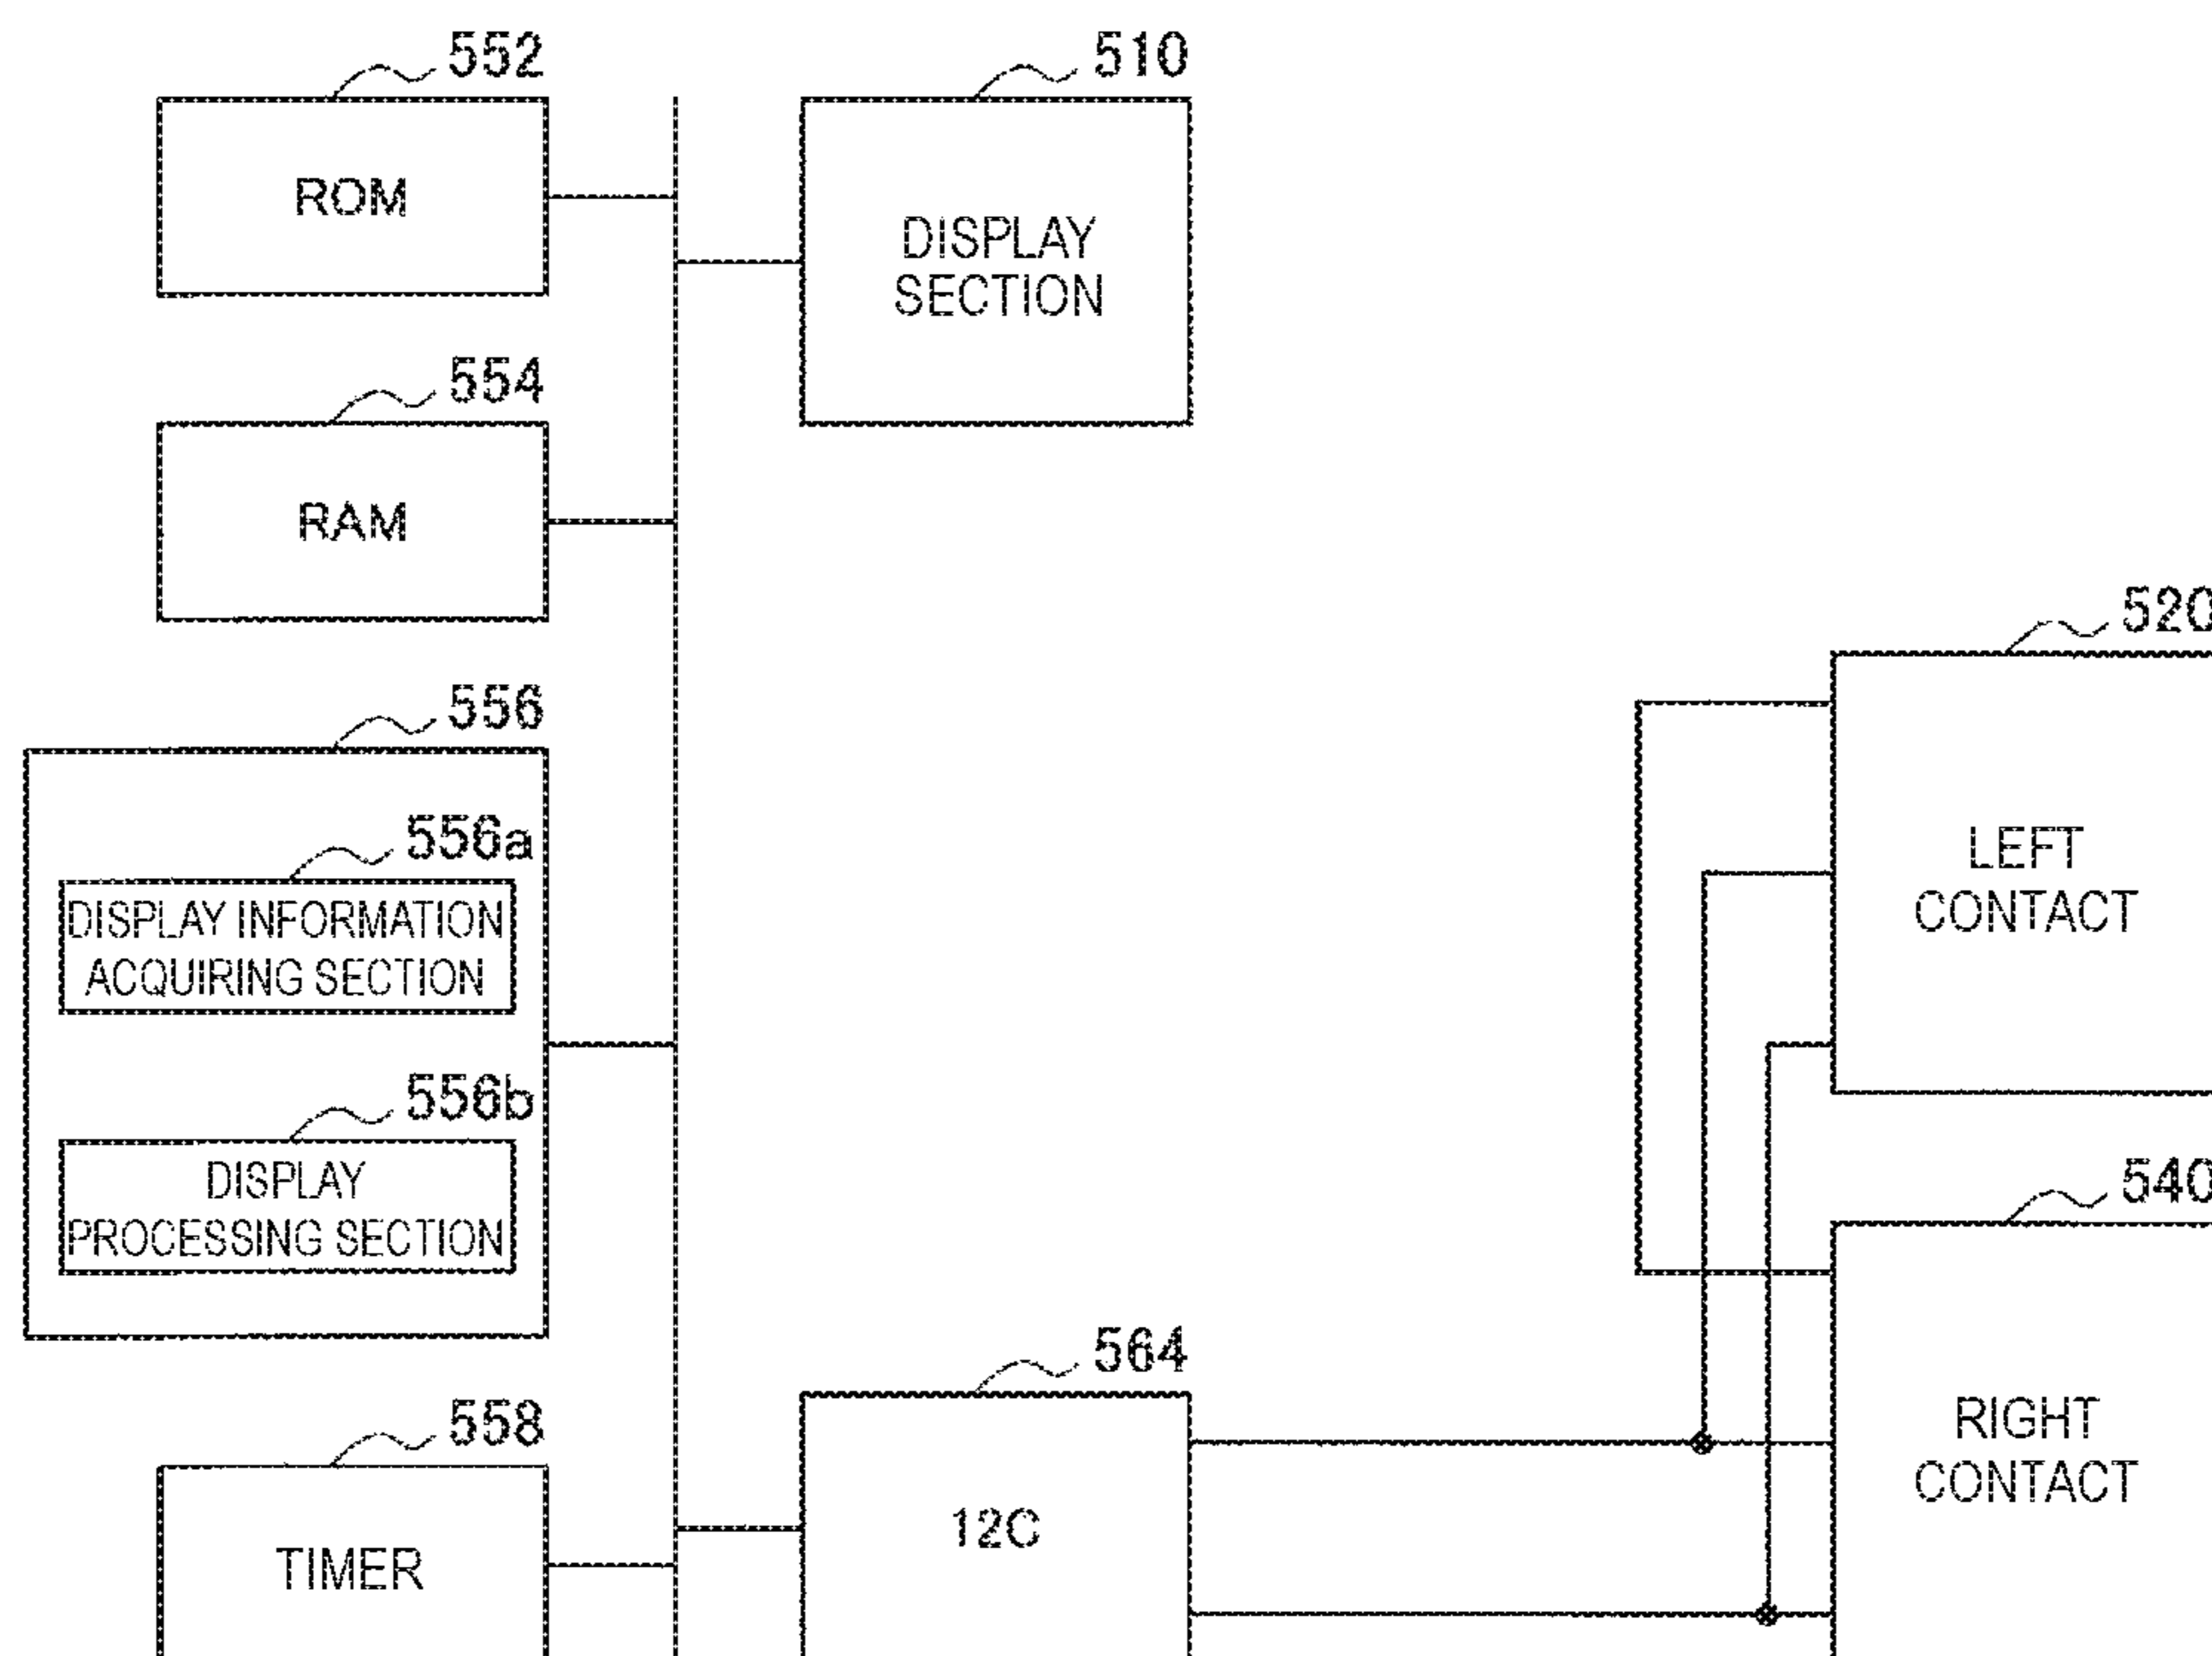 552
ROM
510
DISPLAY
SECTION
554
RAM
556
556a
DISPLAY INFORMATION
ACQUIRING SECTION
556b
DISPLAY
PROCESSING SECTION
520
LEFT
CONTACT
540
RIGHT
CONTACT
564
12C
558
TIMER